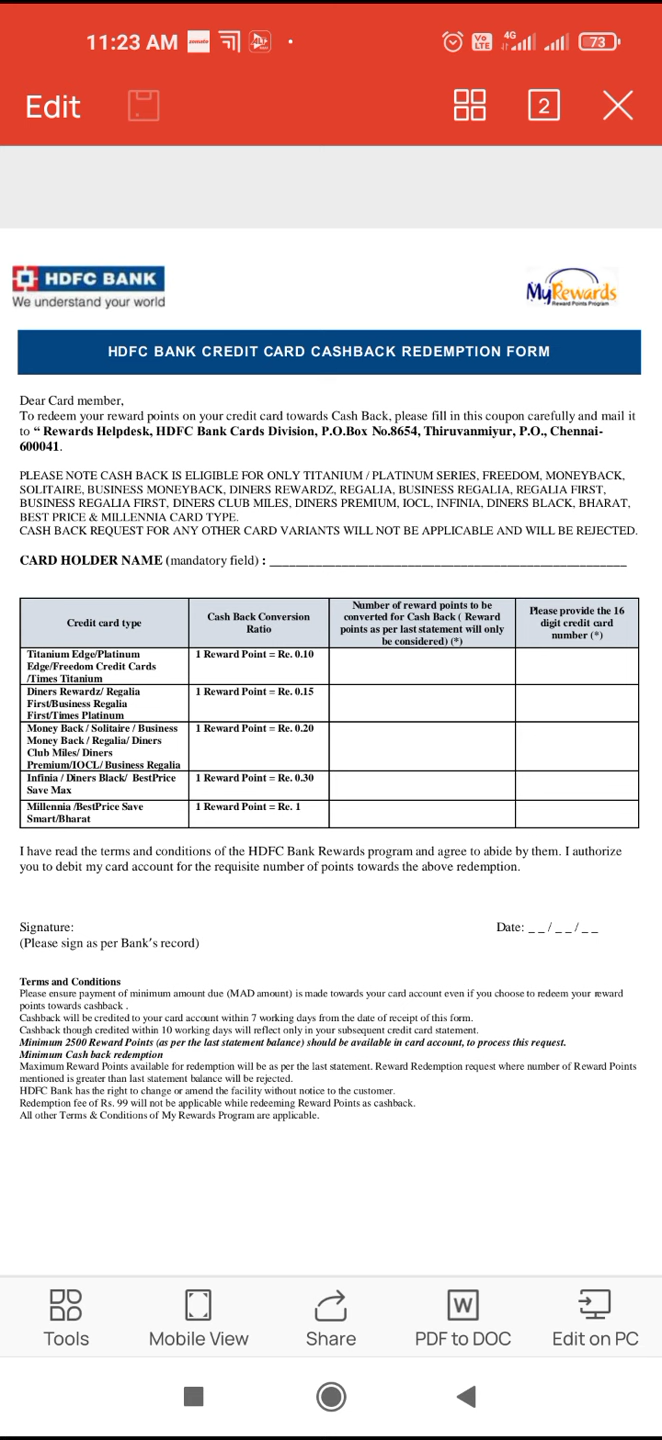 11:23 AM
Vo LTE 4G 73
Edit
2
HDFC BANK
We understand your world
MyRewards
Reward Points Program
HDFC BANK CREDIT CARD CASHBACK REDEMPTION FORM
Dear Card member,
To redeem your reward points on your credit card towards Cash Back, please fill in this coupon carefully and mail it
to “ Rewards Helpdesk, HDFC Bank Cards Division, P.O.Box No.8654, Thiruvanmiyur, P.O., Chennai-
600041.
PLEASE NOTE CASH BACK IS ELIGIBLE FOR ONLY TITANIUM / PLATINUM SERIES, FREEDOM, MONEYBACK,
SOLITAIRE, BUSINESS MONEYBACK, DINERS REWARDZ, REGALIA, BUSINESS REGALIA, REGALIA FIRST,
BUSINESS REGALIA FIRST, DINERS CLUB MILES, DINERS PREMIUM, IOCL, INFINIA, DINERS BLACK, BHARAT,
BEST PRICE & MILLENNIA CARD TYPE.
CASH BACK REQUEST FOR ANY OTHER CARD VARIANTS WILL NOT BE APPLICABLE AND WILL BE REJECTED.
CARD HOLDER NAME (mandatory field) : ______________________________________________________
Credit card type
Cash Back Conversion
Ratio
Number of reward points to be
converted for Cash Back ( Reward
points as per last statement will only
be considered) (*)
Please provide the 16
digit credit card
number (*)
Titanium Edge/Platinum
Edge/Freedom Credit Cards
/Times Titanium
1 Reward Point = Re. 0.10
Diners Rewardz/ Regalia
First/Business Regalia
First/Times Platinum
1 Reward Point = Re. 0.15
Money Back / Solitaire / Business
Money Back / Regalia/ Diners
Club Miles/ Diners
Premium/IOCL/ Business Regalia
1 Reward Point = Re. 0.20
Infinia / Diners Black/ BestPrice
Save Max
1 Reward Point = Re. 0.30
Millennia /BestPrice Save
Smart/Bharat
1 Reward Point = Re. 1
I have read the terms and conditions of the HDFC Bank Rewards program and agree to abide by them. I authorize
you to debit my card account for the requisite number of points towards the above redemption.
Signature: Date: _ _ / _ _ / _ _
(Please sign as per Bank's record)
Terms and Conditions
Please ensure payment of minimum amount due (MAD amount) is made towards your card account even if you choose to redeem your reward
points towards cashback .
Cashback will be credited to your card account within 7 working days from the date of receipt of this form.
Cashback though credited within 10 working days will reflect only in your subsequent credit card statement.
Minimum 2500 Reward Points (as per the last statement balance) should be available in card account, to process this request.
Minimum Cash back redemption
Maximum Reward Points available for redemption will be as per the last statement. Reward Redemption request where number of Reward Points
mentioned is greater than last statement balance will be rejected.
HDFC Bank has the right to change or amend the facility without notice to the customer.
Redemption fee of Rs. 99 will not be applicable while redeeming Reward Points as cashback.
All other Terms & Conditions of My Rewards Program are applicable.
W
Tools Mobile View Share PDF to DOC Edit on PC